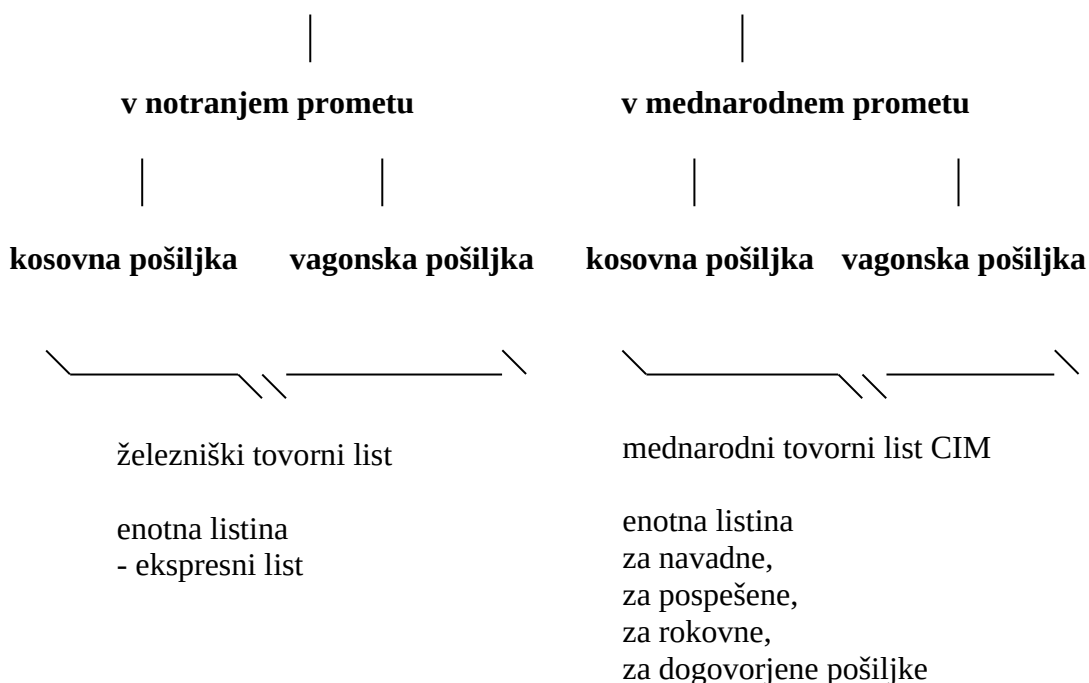 v notranjem prometu
v mednarodnem prometu
kosovna pošiljka
vagonska pošiljka
kosovna pošiljka
vagonska pošiljka
železniški tovorni list
enotna listina
- ekspresni list
mednarodni tovorni list CIM
enotna listina
za navadne,
za pospešene,
za rokovne,
za dogovorjene pošiljke